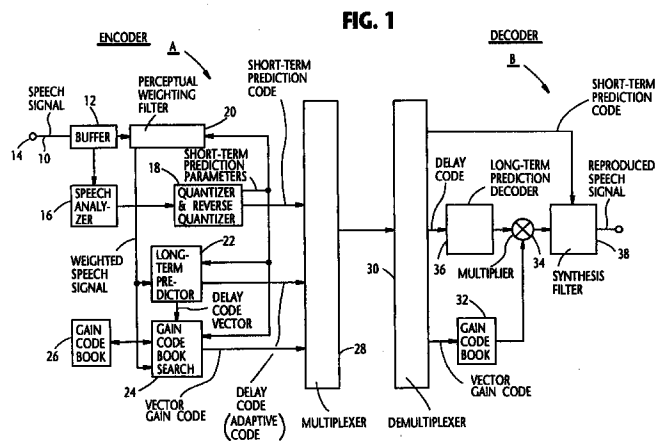 FIG. 1
ENCODER
A
DECODER
B
SPEECH
SIGNAL
12
PERCEPTUAL
WEIGHTING
FILTER
20
SHORT-TERM
PREDICTION
CODE
SHORT-TERM
PREDICTION
CODE
14
10
BUFFER
18
SHORT-TERM
PREDICTION
PARAMETERS
DELAY
CODE
LONG-TERM
PREDICTION
DECODER
REPRODUCED
SPEECH
SIGNAL
16
SPEECH
ANALY-
ZER
QUANTIZER
& REVERSE
QUANTIZER
22
36
MULTIPLIER
34
38
SYNTHESIS
FILTER
WEIGHTED
SPEECH
SIGNAL
LONG-
TERM
PRE-
DICTOR
30
32
DELAY
CODE
VECTOR
26
GAIN
CODE
BOOK
GAIN
CODE
BOOK
SEARCH
24
28
GAIN
CODE
BOOK
VECTOR
GAIN CODE
DELAY
CODE
(ADAPTIVE
CODE)
MULTIPLEXER
DEMULTIPLEXER
VECTOR
GAIN CODE